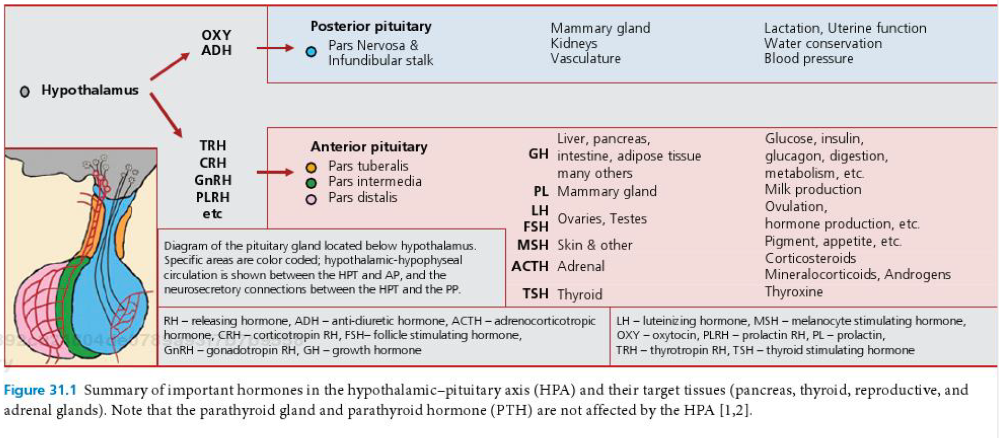 OXY
ADH
Hypothalamus
Posterior pituitary
Pars Nervosa &
Infundibular stalk
Mammary gland
Kidneys
Vasculature
Lactation, Uterine function
Water conservation
Blood pressure
TRH
CRH
GnRH
PLRH
etc
Anterior pituitary
Pars tuberalis
Pars intermedia
Pars distalis
GH
Liver, pancreas,
intestine, adipose tissue
many others
PL Mammary gland
LH
FSH
Ovaries, Testes
MSH Skin & other
ACTH Adrenal
TSH Thyroid
Glucose, insulin,
glucagon, digestion,
metabolism, etc.
Milk production
Ovulation,
hormone production, etc.
Pigment, appetite, etc.
Corticosteroids
Mineralocorticoids, Androgens
Thyroxine
Diagram of the pituitary gland located below hypothalamus.
Specific areas are color coded; hypothalamic-hypophyseal
circulation is shown between the HPT and AP, and the
neurosecretory connections between the HPT and the PP.
RH – releasing hormone, ADH – anti-diuretic hormone, ACTH – adrenocorticotropic
hormone, CRH – corticotropin RH, FSH– follicle stimulating hormone,
GnRH – gonadotropin RH, GH – growth hormone
LH – luteinizing hormone, MSH – melanocyte stimulating hormone,
OXY – oxytocin, PLRH – prolactin RH, PL – prolactin,
TRH – thyrotropin RH, TSH – thyroid stimulating hormone
Figure 31.1 Summary of important hormones in the hypothalamic–pituitary axis (HPA) and their target tissues (pancreas, thyroid, reproductive, and
adrenal glands). Note that the parathyroid gland and parathyroid hormone (PTH) are not affected by the HPA [1,2].